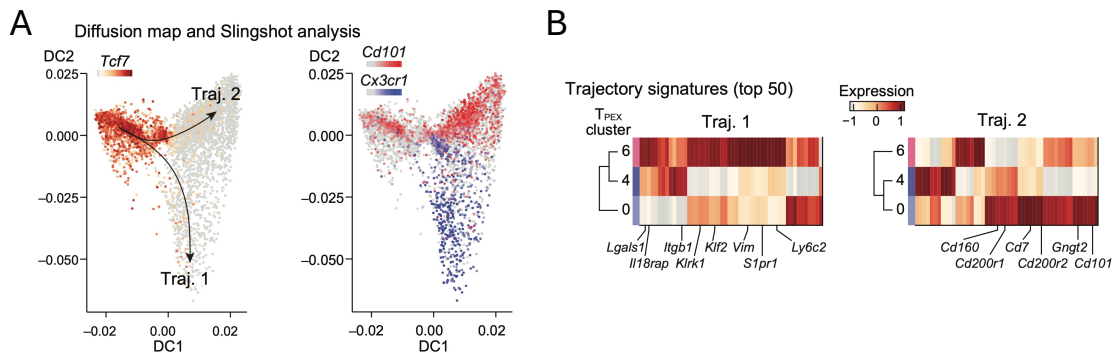 A
Diffusion map and Slingshot analysis
DC2
Tcf7
0.025
0.000
−0.025
−0.050
Traj. 2
Traj. 1
−0.02
0.00
0.02
DC1
Cd101
Cx3cr1
0.025
0.000
−0.025
−0.050
−0.02
0.00
0.02
DC1
B
Trajectory signatures (top 50)
Expression
−1 0 1
TPEX
cluster
Traj. 1
6
4
0
Lgals1
Il18rap
Itgb1
Klrk1
Klf2
Vim
S1pr1
Ly6c2
Traj. 2
6
4
0
Cd160
Cd200r1
Cd7
Cd200r2
Gngt2
Cd101